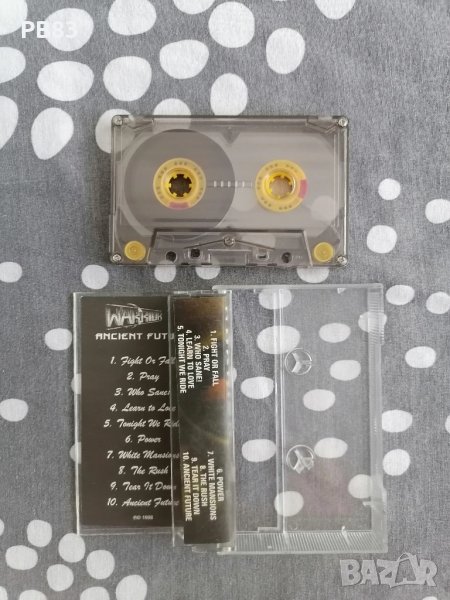 PB83
WARRIOR
ANCIENT FUTU
1. Fight Or Fall
2. Pray
3. Who Sane
4. Learn to Love
5. Tonight We Rid
6. Power
7. White Mansions
8. The Rush
9. Tear It Down
10. Ancient Future
1. FIGHT OR FALL
2. PRAY
3. WHO SANE!
4. LEARN TO LOVE
5. TONIGHT WE RIDE
POWER
7. WHITE MANSIONS
8. THE RUSH
9. TEAR IT DOWN
10. ANCIENT FUTURE
BAZAR